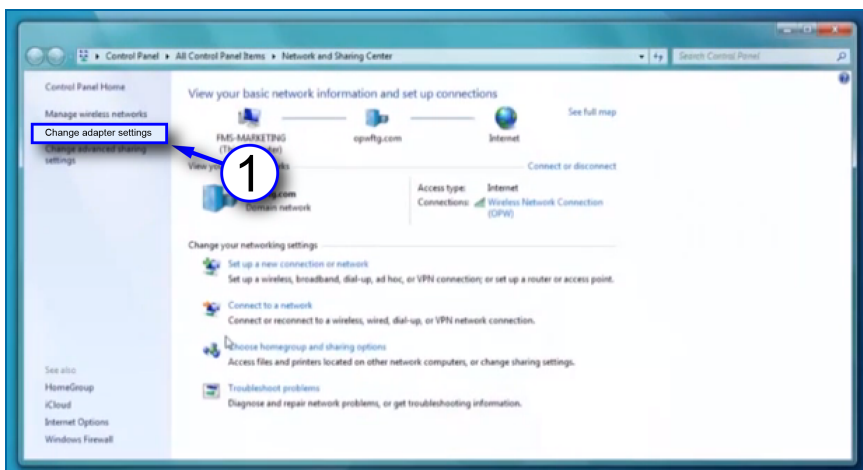 Control Panel ▸ All Control Panel Items ▸ Network and Sharing Center
Search Control Panel
Control Panel Home
Manage wireless networks
Change adapter settings
Change advanced sharing
settings
View your basic network information and set up connections
See full map
FMS-MARKETING
opwftg.com
Internet
1
Connect or disconnect
Domain network
Access type: Internet
Connections: Wireless Network Connection
(OPW)
Change your networking settings
Set up a new connection or network
Set up a wireless, broadband, dial-up, ad hoc, or VPN connection; or set up a router or access point.
Connect to a network
Connect or reconnect to a wireless, wired, dial-up, or VPN network connection.
Choose homegroup and sharing options
Access files and printers located on other network computers, or change sharing settings.
Troubleshoot problems
Diagnose and repair network problems, or get troubleshooting information.
See also
HomeGroup
iCloud
Internet Options
Windows Firewall